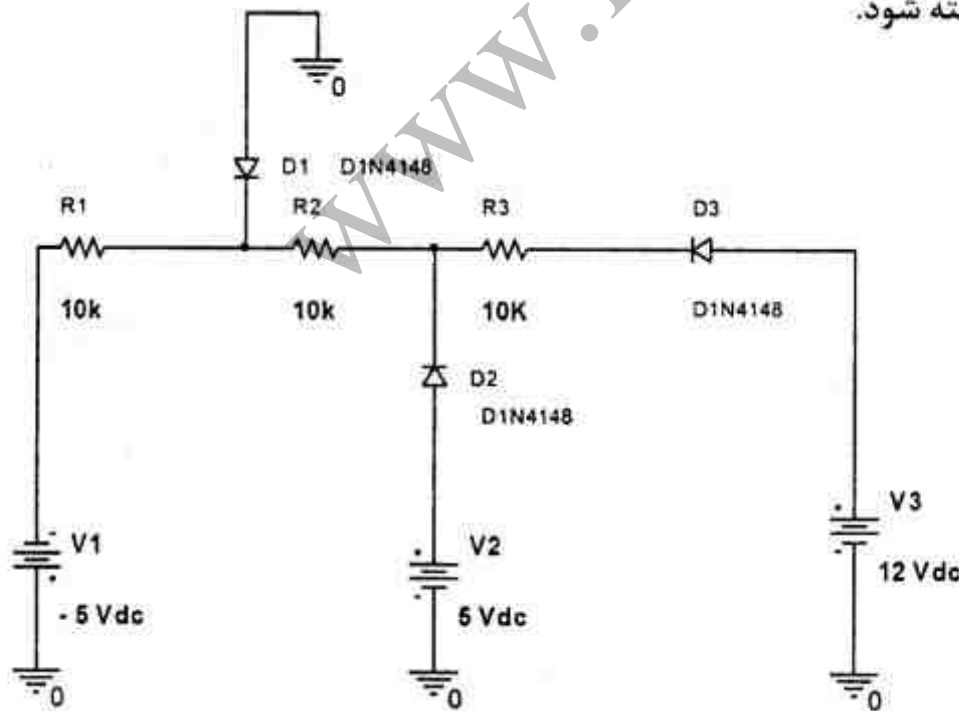 شود.
www.
0
D1 D1N4148
R1 R2 R3 D3
10k 10k 10K D1N4148
D2
D1N4148
V3
- V1 + V2 +
+ - -
12 Vdc
- 5 Vdc 5 Vdc
0 0 0